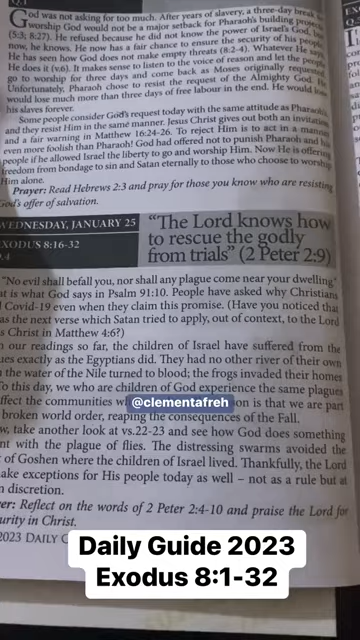 God was not asking for too much. After years of slavery, a three-day break
worship God would not be a major setback for Pharaoh's building project
(5:3; 8:27). He refused because he did not know the power of Israel's God, but
now, he knows. He now has a fair chance to ensure the security of his people.
He has seen how God does not make empty threats (8:2-4). Whatever He says
He does it (v.6). It makes sense to listen to the voice of reason and let the people
go to worship for three days and come back as Moses originally requested.
Unfortunately, Pharaoh chose to resist the request of the Almighty God. He
would lose much more than three days of free labour in the end. He would lose
his slaves forever.
Some people consider God's request today with the same attitude as Pharaoh's
and they resist Him in the same manner. Jesus Christ gives out both an invitation
and a fair warning in Matthew 16:24-26. To reject Him is to act in a manner
even more foolish than Pharaoh! God had offered not to punish Pharaoh and his
people if he allowed Israel the liberty to go and worship Him. Now He is offering
freedom from bondage to sin and Satan eternally to those who choose to worship
Him alone.
Prayer: Read Hebrews 2:3 and pray for those you know who are resisting
God's offer of salvation.
WEDNESDAY, JANUARY 25
EXODUS 8:16-32
"The Lord knows how
to rescue the godly
from trials" (2 Peter 2:9)
"No evil shall befall you, nor shall any plague come near your dwelling"
at is what God says in Psalm 91:10. People have asked why Christians
Covid-19 even when they claim this promise. (Have you noticed that
as the next verse which Satan tried to apply, out of context, to the Lord
s Christ in Matthew 4:6?)
our readings so far, the children of Israel have suffered from the
ues exactly as the Egyptians did. They had no other river of their own
the water of the Nile turned to blood; the frogs invaded their homes
To this day, we who are children of God experience the same plagues
ffect the communities on is that we are part
broken world order, reaping the consequences of the Fall.
w, take another look at vs.22-23 and see how God does something
nt with the plague of flies. The distressing swarms avoided the
of Goshen where the children of Israel lived. Thankfully, the Lord
ake exceptions for His people today as well – not as a rule but at
n discretion.
er: Reflect on the words of 2 Peter 2:4-10 and praise the Lord for
urity in Christ.
2023 DAILY
@clementafreh
Daily Guide 2023
Exodus 8:1-32